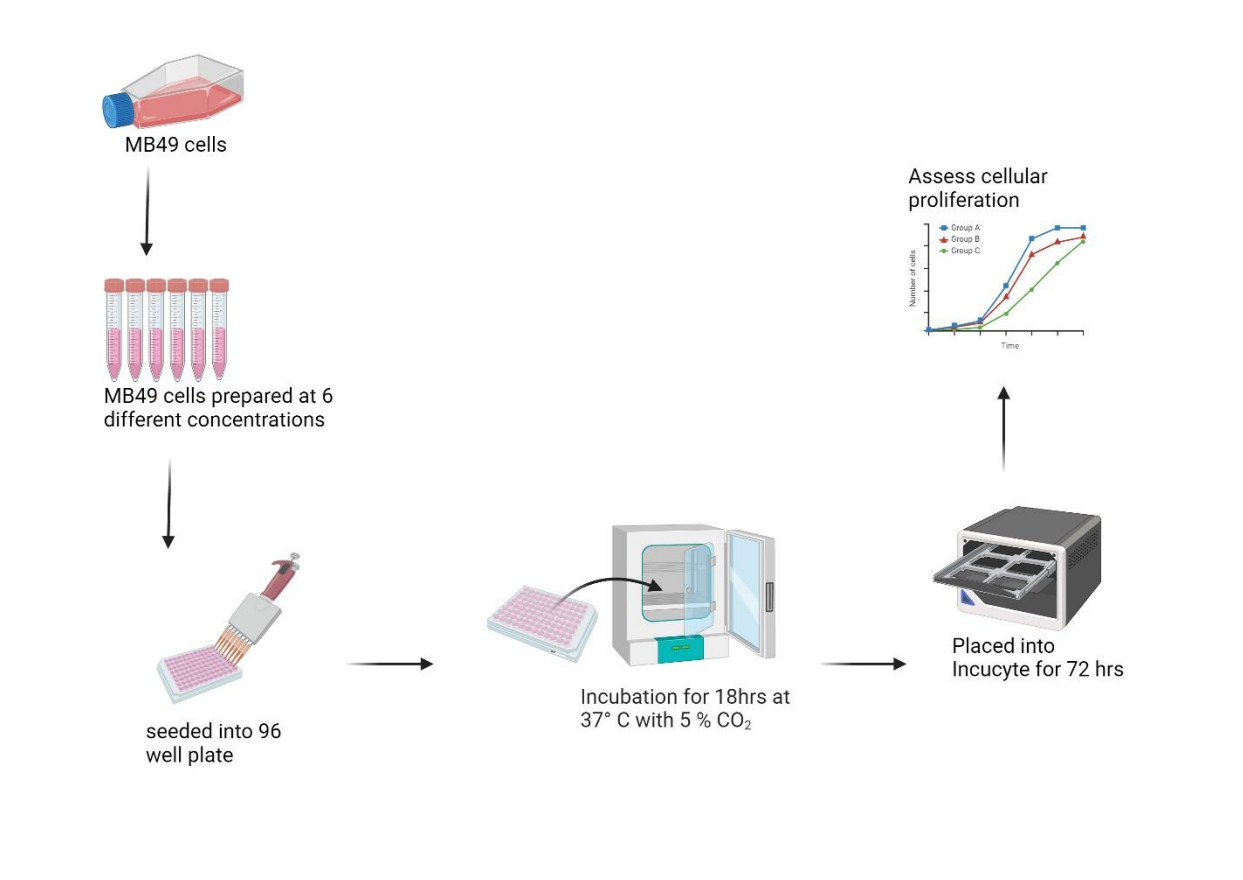 MB49 cells
MB49 cells prepared at 6
different concentrations
seeded into 96
well plate
Incubation for 18hrs at
37° C with 5 % CO₂
Placed into
Incucyte for 72 hrs
Assess cellular
proliferation
Group A
Group B
Group C
Number of cells
Time